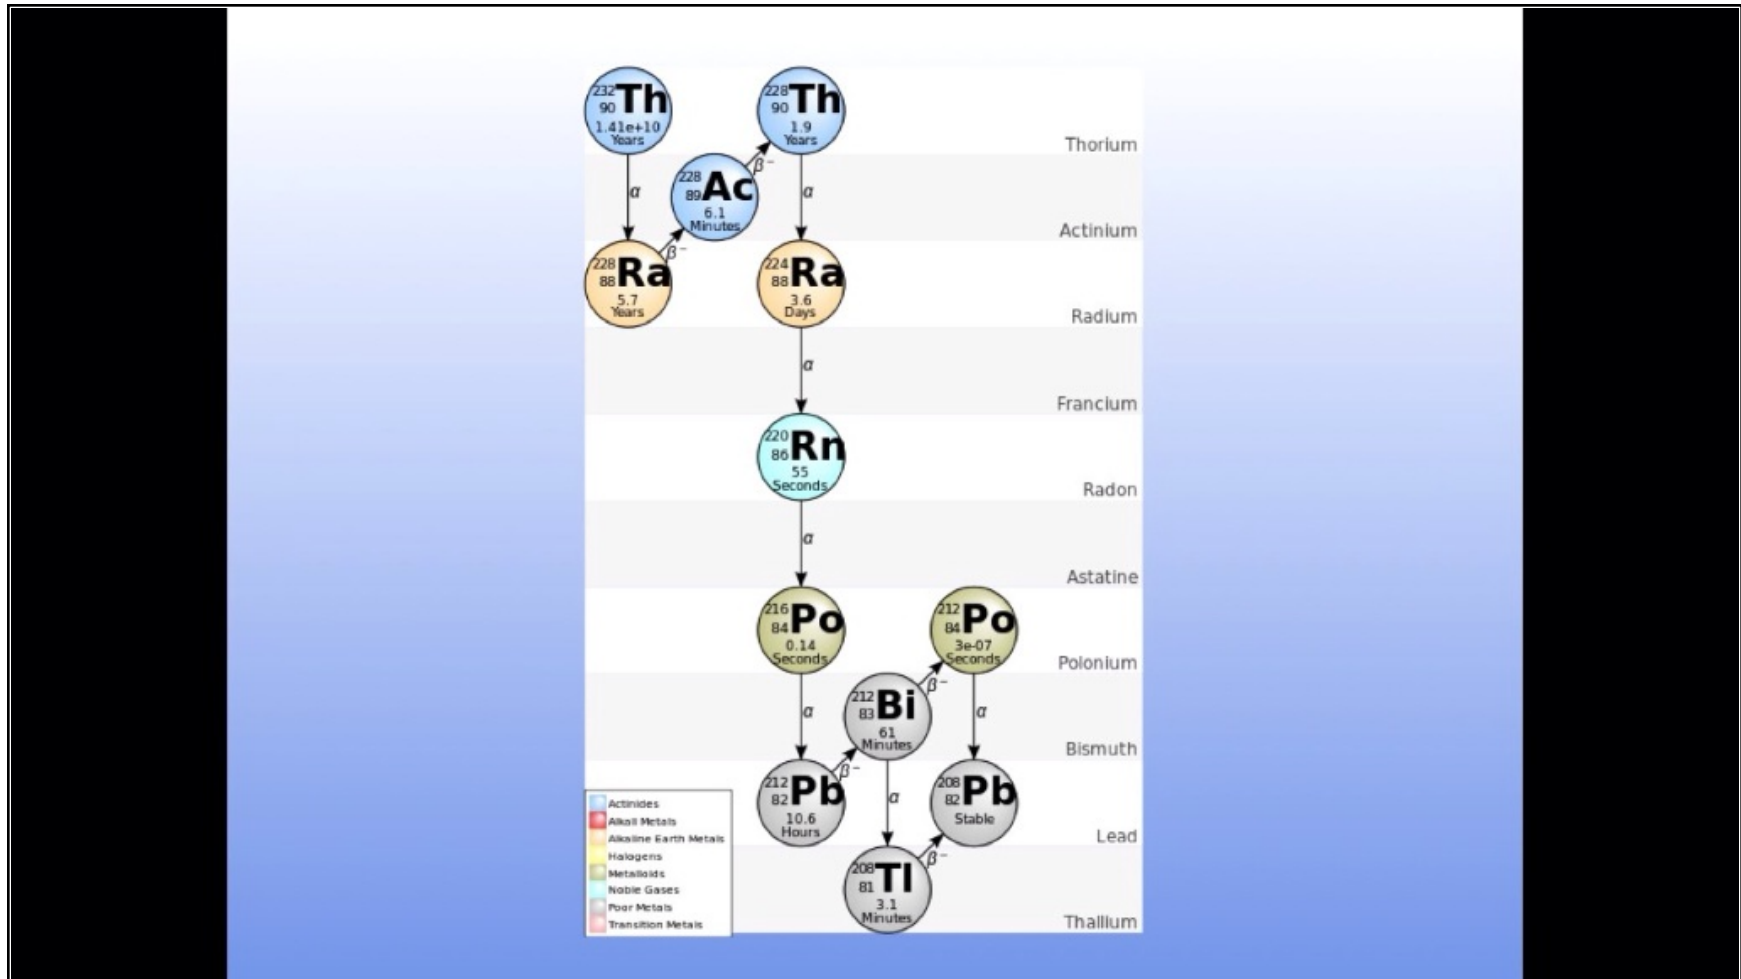 232
90
Th
1.41e+10
Years
228
90
Th
1.9
Years
Thorium
α
β⁻
228
89
Ac
6.1
Minutes
α
Actinium
β⁻
228
88
Ra
5.7
Years
224
88
Ra
3.6
Days
Radium
α
Francium
220
86
Rn
55
Seconds
Radon
α
Astatine
216
84
Po
0.14
Seconds
212
84
Po
3e-07
Seconds
Polonium
α
β⁻
212
83
Bi
61
Minutes
α
Bismuth
β⁻
212
82
Pb
10.6
Hours
α
208
82
Pb
Stable
Lead
β⁻
208
81
Tl
3.1
Minutes
Thallium
Actinides
Alkali Metals
Alkaline Earth Metals
Halogens
Metalloids
Noble Gases
Poor Metals
Transition Metals